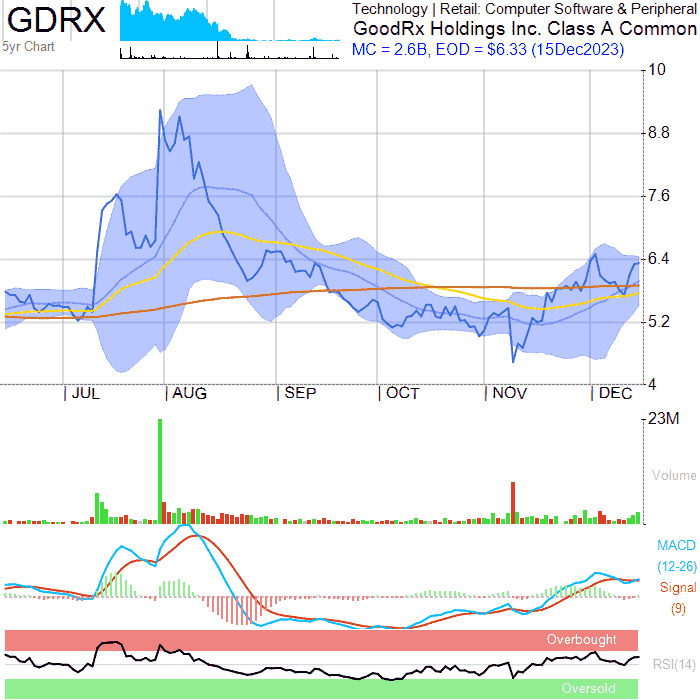 GDRX
5yr Chart
Technology | Retail: Computer Software & Peripheral
GoodRx Holdings Inc. Class A Common
MC = 2.6B, EOD = $6.33 (15Dec2023)
10
8.8
7.6
6.4
5.2
4
JUL AUG SEP OCT NOV DEC
23M
Volume
MACD
(12-26)
Signal
(9)
Overbought
RSI(14)
Oversold